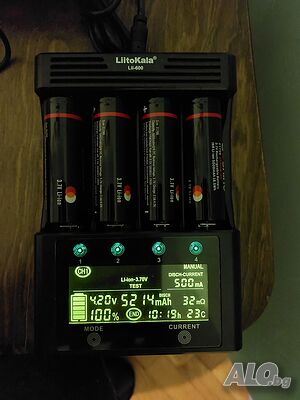 LiitoKala®
Lii-600
3.7V Li-ion
3.7V Li-ion
3.7V Li-ion
3.7V Li-ion
1 2 3 4
MANUAL
DISCH-CURRENT
CH1 Li-ion-3.70V 500mA
TEST
DISCH
4.20V 5214mAh 32mΩ
100% END 10:19h 23C
MODE CURRENT
ALO.bg